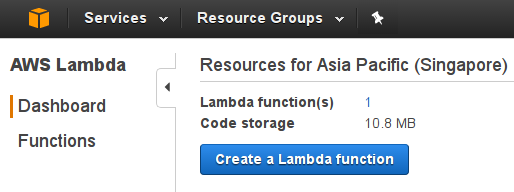 Services Resource Groups
AWS Lambda
Dashboard
Functions
Resources for Asia Pacific (Singapore)
Lambda function(s) 1
Code storage 10.8 MB
Create a Lambda function